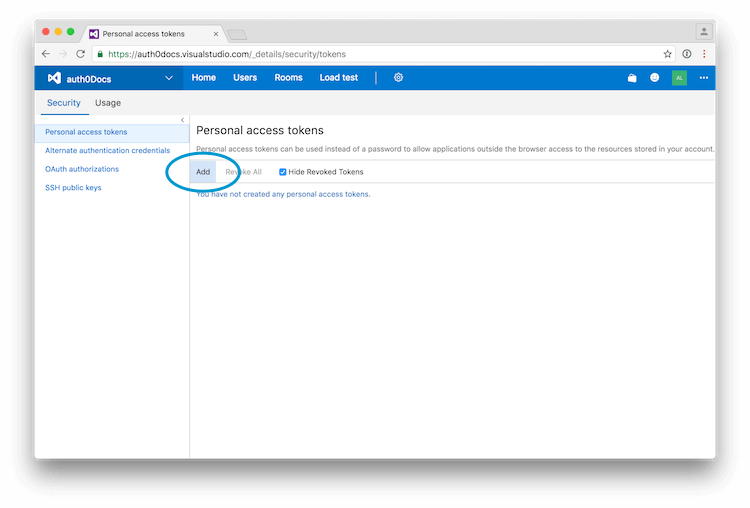 Personal access tokens
https://auth0docs.visualstudio.com/_details/security/tokens
auth0Docs Home Users Rooms Load test AL
Security Usage
Personal access tokens
Alternate authentication credentials
OAuth authorizations
SSH public keys
Personal access tokens
Personal access tokens can be used instead of a password to allow applications outside the browser access to the resources stored in your account.
Add Revoke All Hide Revoked Tokens
You have not created any personal access tokens.